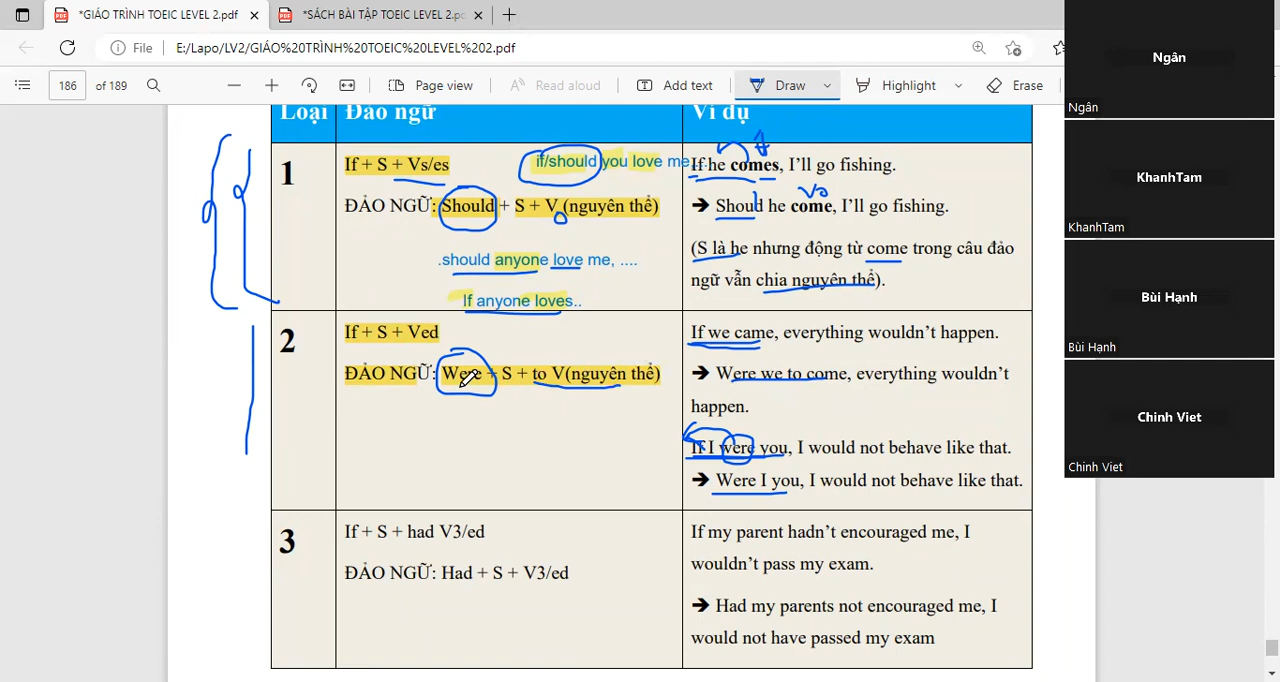 *GIÁO TRÌNH TOEIC LEVEL 2.pdf
*SÁCH BÀI TẬP TOEIC LEVEL 2.pd
File
E:/Lapo/LV2/GIÁO%20TRÌNH%20TOEIC%20LEVEL%202.pdf
186 of 189
Page view
Read aloud
Add text
Draw
Highlight
Erase
Loại
Đảo ngữ
Ví dụ
1
If + S + Vs/es
if/should you love me,...
ĐẢO NGỮ: Should + S + V (nguyên thể)
.should anyone love me, ....
If anyone loves..
If he comes, I'll go fishing.
Vo
➔ Shoud he come, I'll go fishing.
(S là he nhưng động từ come trong câu đảo
ngữ vẫn chia nguyên thể).
2
If + S + Ved
ĐẢO NGỮ: Were + S + to V(nguyên thể)
If we came, everything wouldn't happen.
➔ Were we to come, everything wouldn't
happen.
If I were you, I would not behave like that.
➔ Were I you, I would not behave like that.
3
If + S + had V3/ed
ĐẢO NGỮ: Had + S + V3/ed
If my parent hadn't encouraged me, I
wouldn't pass my exam.
➔ Had my parents not encouraged me, I
would not have passed my exam
Ngân
Ngân
KhanhTam
KhanhTam
Bùi Hạnh
Bùi Hạnh
Chinh Viet
Chinh Viet